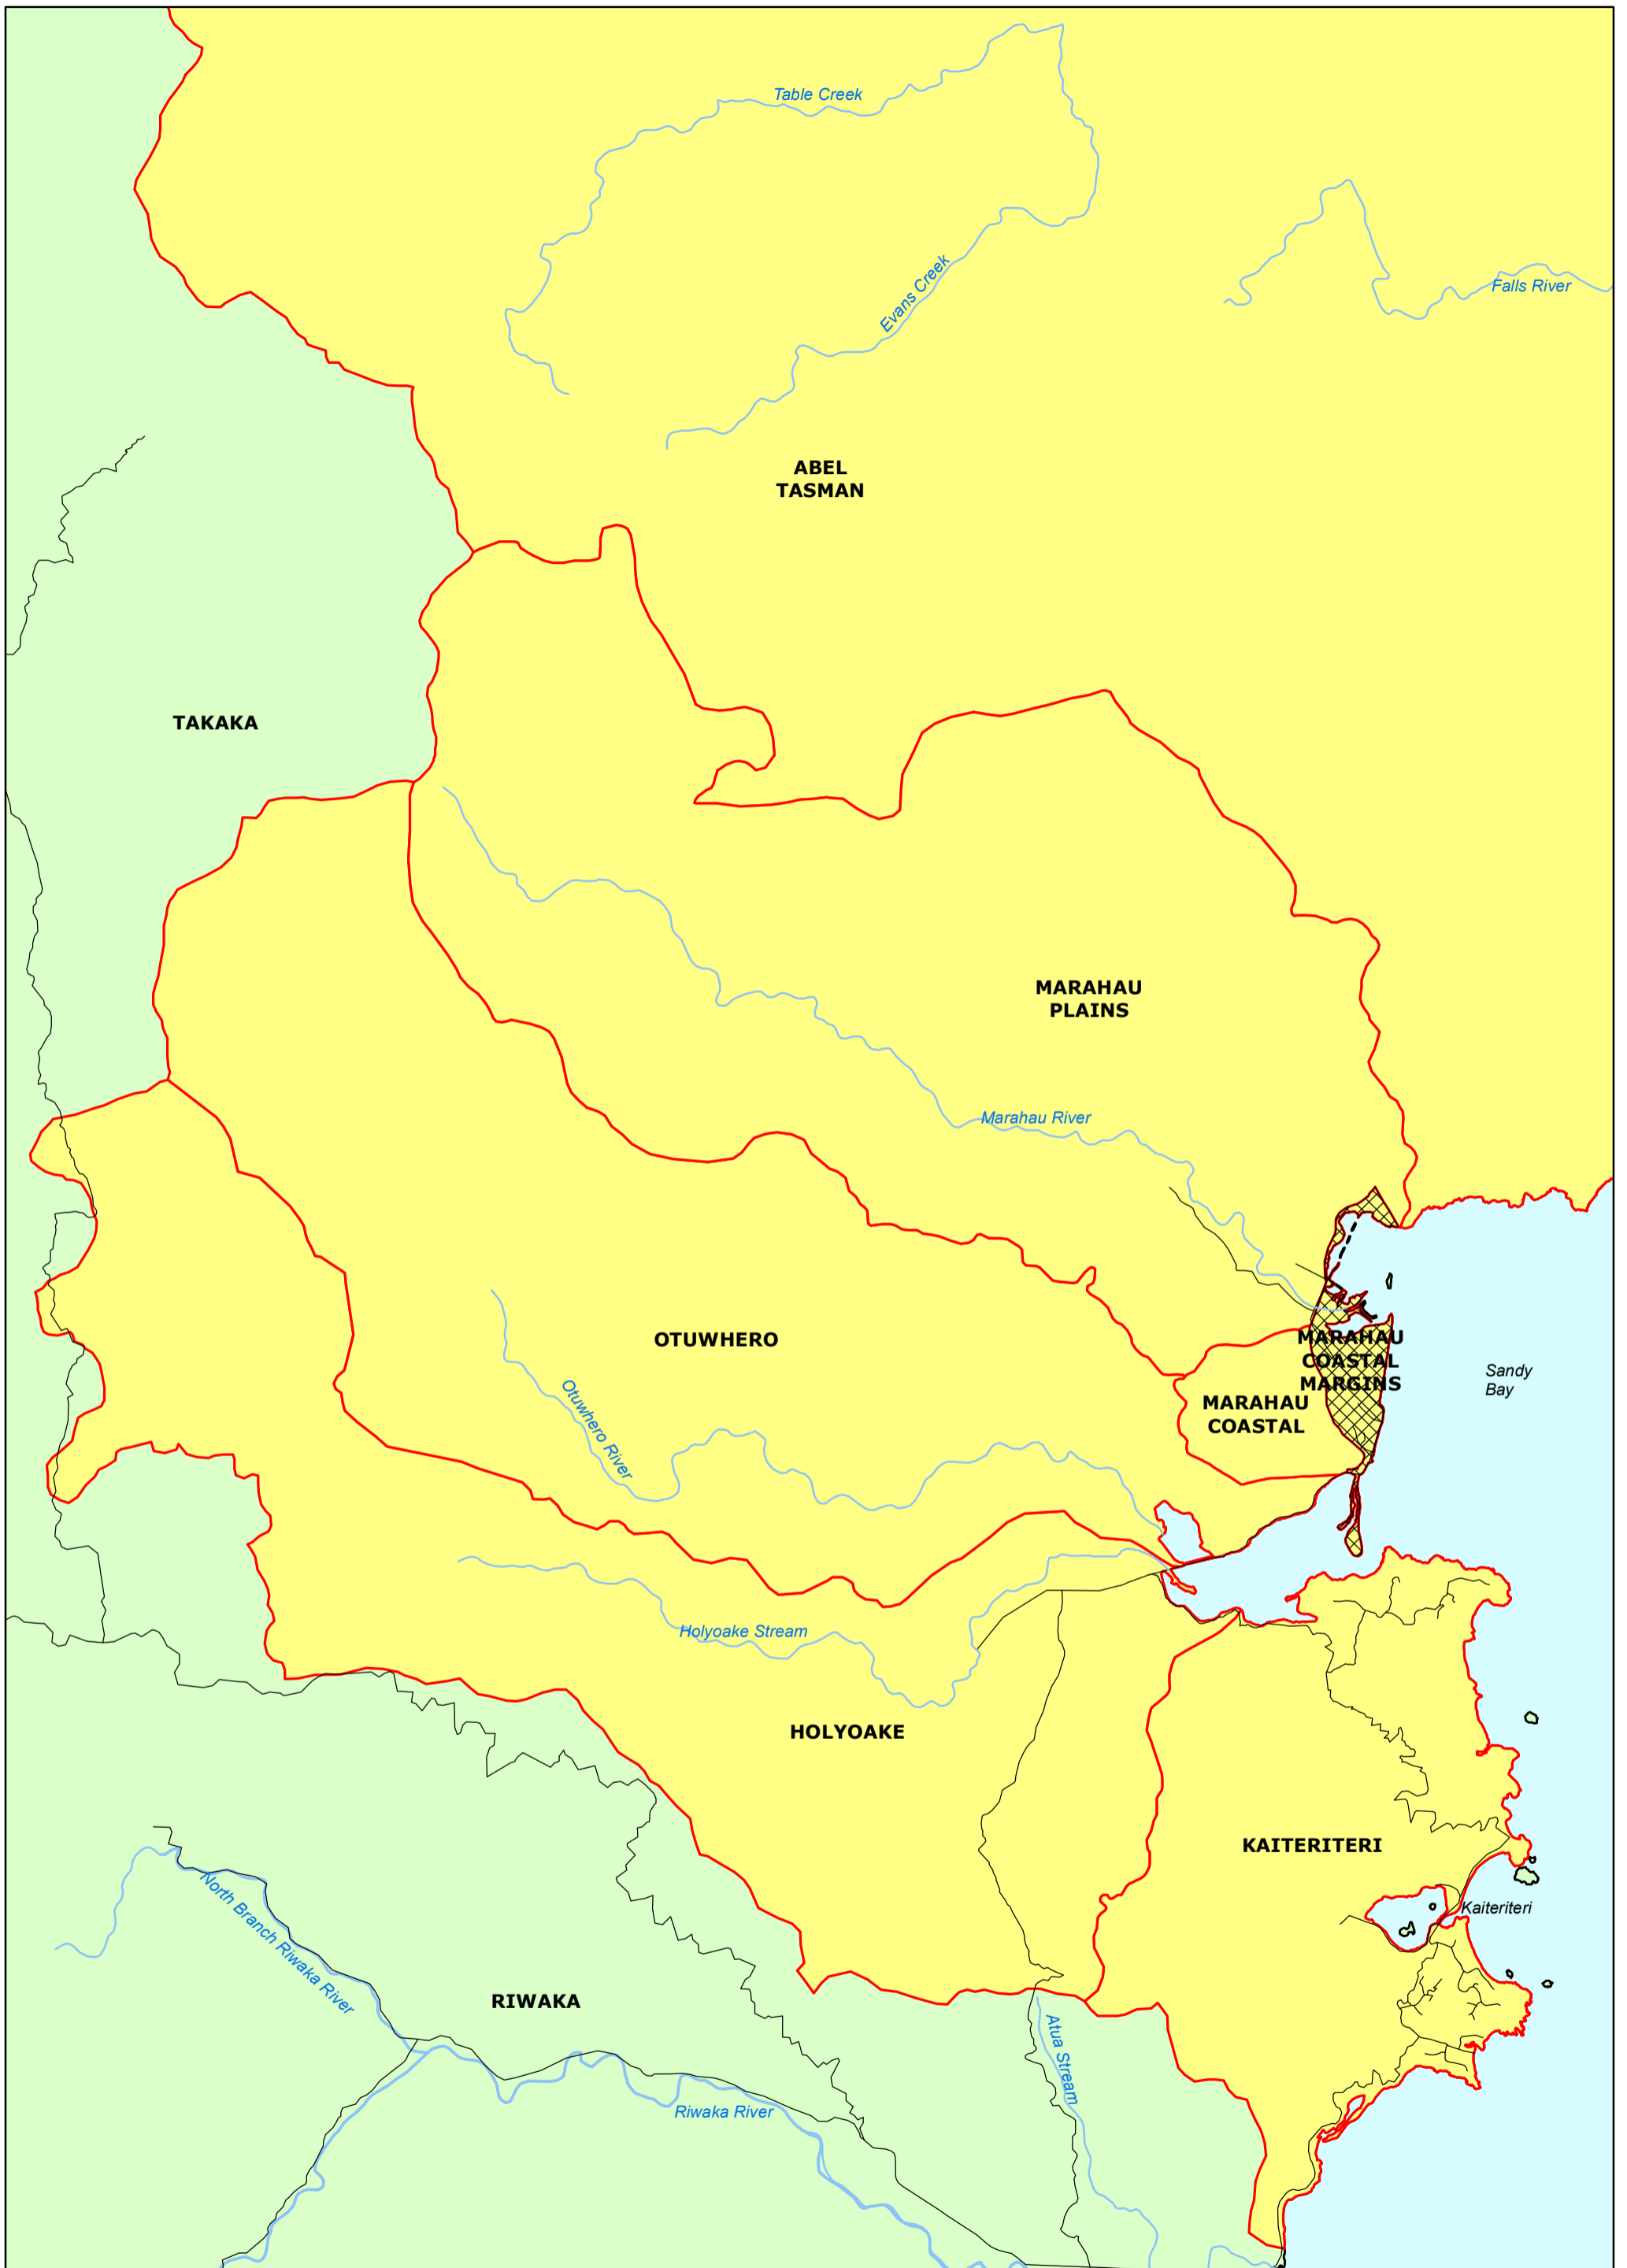 Table Creek
Evans Creek
Falls River
ABEL
TASMAN
TAKAKA
MARAHAU
PLAINS
Marahau River
OTUWHERO
MARAHAU
COASTAL
MARGINS
Sandy
Bay
MARAHAU
COASTAL
Otuwhero River
Holyoake Stream
HOLYOAKE
KAITERITERI
Kaiteriteri
North Branch Riwaka River
RIWAKA
Atua Stream
Riwaka River